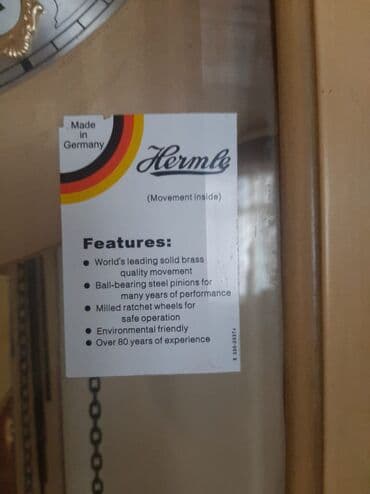 Made
in
Germany
Hermle
(Movement inside)
Features:
● World's leading solid brass
quality movement
● Ball-bearing steel pinions for
many years of performance
● Milled ratchet wheels for
safe operation
● Environmental friendly
● Over 80 years of experience